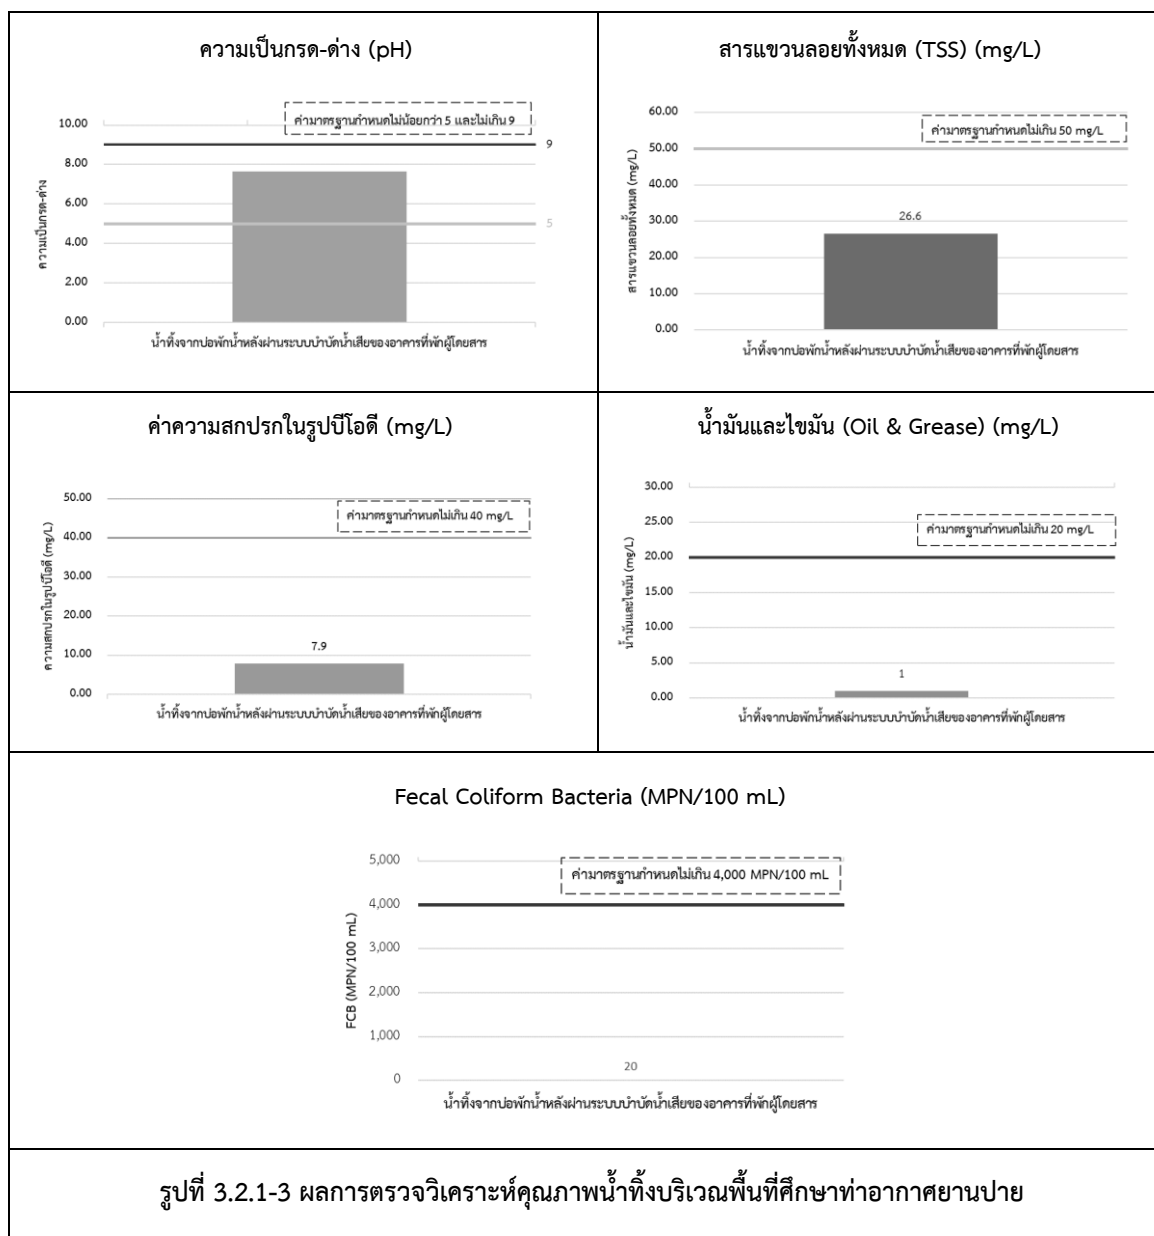 ความเป็นกรด-ด่าง (pH)
ค่ามาตรฐานกำหนดไม่น้อยกว่า 5 และไม่เกิน 9
10.00
9
8.00
6.00
5
4.00
2.00
0.00
ความเป็นกรด-ด่าง
น้ำทิ้งจากบ่อพักน้ำหลังผ่านระบบบำบัดน้ำเสียของอาคารที่พักผู้โดยสาร
สารแขวนลอยทั้งหมด (TSS) (mg/L)
60.00
ค่ามาตรฐานกำหนดไม่เกิน 50 mg/L
50.00
40.00
30.00
26.6
20.00
10.00
0.00
สารแขวนลอยทั้งหมด (mg/L)
น้ำทิ้งจากบ่อพักน้ำหลังผ่านระบบบำบัดน้ำเสียของอาคารที่พักผู้โดยสาร
ค่าความสกปรกในรูปบีโอดี (mg/L)
50.00
ค่ามาตรฐานกำหนดไม่เกิน 40 mg/L
40.00
30.00
20.00
10.00
7.9
0.00
ความสกปรกในรูปบีโอดี (mg/L)
น้ำทิ้งจากบ่อพักน้ำหลังผ่านระบบบำบัดน้ำเสียของอาคารที่พักผู้โดยสาร
น้ำมันและไขมัน (Oil & Grease) (mg/L)
30.00
25.00
ค่ามาตรฐานกำหนดไม่เกิน 20 mg/L
20.00
15.00
10.00
5.00
1
0.00
น้ำมันและไขมัน (mg/L)
น้ำทิ้งจากบ่อพักน้ำหลังผ่านระบบบำบัดน้ำเสียของอาคารที่พักผู้โดยสาร
Fecal Coliform Bacteria (MPN/100 mL)
5,000
ค่ามาตรฐานกำหนดไม่เกิน 4,000 MPN/100 mL
4,000
3,000
2,000
1,000
20
0
FCB (MPN/100 mL)
น้ำทิ้งจากบ่อพักน้ำหลังผ่านระบบบำบัดน้ำเสียของอาคารที่พักผู้โดยสาร
รูปที่ 3.2.1-3 ผลการตรวจวิเคราะห์คุณภาพน้ำทิ้งบริเวณพื้นที่ศึกษาท่าอากาศยานปาย